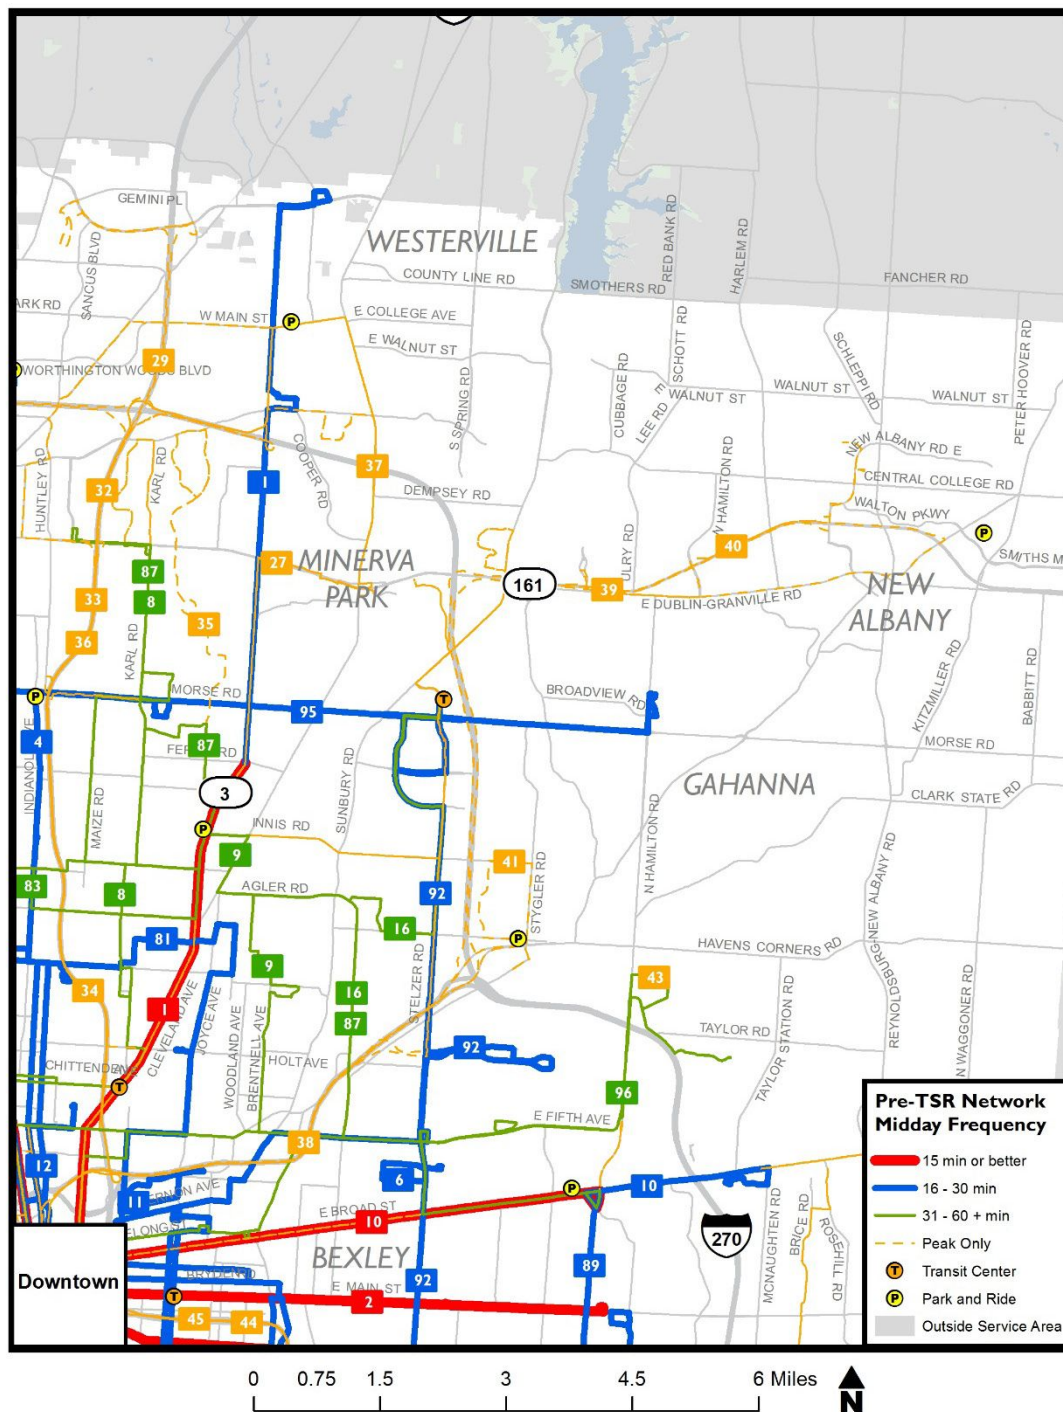 GEMINI PL
WESTERVILLE
SANCUS BLVD
RED BANK RD
HARLEM RD
COUNTY LINE RD
SMOTHERS RD
FANCHER RD
ARK RD
W MAIN ST
P
E COLLEGE AVE
E WALNUT ST
SCHOTT RD
SCHLEPPI RD
PETER HOOVER RD
29
P
WORTHINGTON WOODS BLVD
S SPRING RD
CUBBAGE RD
E WALNUT ST
WALNUT ST
WALNUT ST
LEE RD
HUNTLEY RD
KARL RD
COOPER RD
37
N HAMILTON RD
NEW ALBANY RD E
32
1
DEMPSEY RD
CENTRAL COLLEGE RD
WALTON PKWY
P
ULRY RD
40
SMITHS M
27
MINERVA
PARK
87
161
39
E DUBLIN-GRANVILLE RD
NEW
ALBANY
33
8
35
36
KARL RD
KITZMILLER RD
BABBITT RD
P
MORSE RD
95
T
BROADVIEW RD
4
87
MORSE RD
INDIANOLA AVE
MAIZE RD
3
SUNBURY RD
GAHANNA
CLARK STATE RD
P
INNIS RD
N HAMILTON RD
9
41
STYGLER RD
REYNOLDSBURG-NEW ALBANY RD
83
8
AGLER RD
92
81
16
P
HAVENS CORNERS RD
STELZER RD
9
43
34
1
16
CLEVELAND AVE
JOYCE AVE
WOODLAND AVE
BRENTNELL AVE
87
TAYLOR RD
TAYLOR STATION RD
N WAGGONER RD
HOLT AVE
92
T
96
E FIFTH AVE
38
12
6
P
10
11
E BROAD ST
10
270
BEXLEY
MCNAUGHTEN RD
BRICE RD
ROSEHILL RD
89
92
BRYDEN RD
E MAIN ST
T
2
45
44
Downtown
Pre-TSR Network
Midday Frequency
15 min or better
16 - 30 min
31 - 60 + min
Peak Only
T Transit Center
P Park and Ride
Outside Service Area
0 0.75 1.5 3 4.5 6 Miles
N